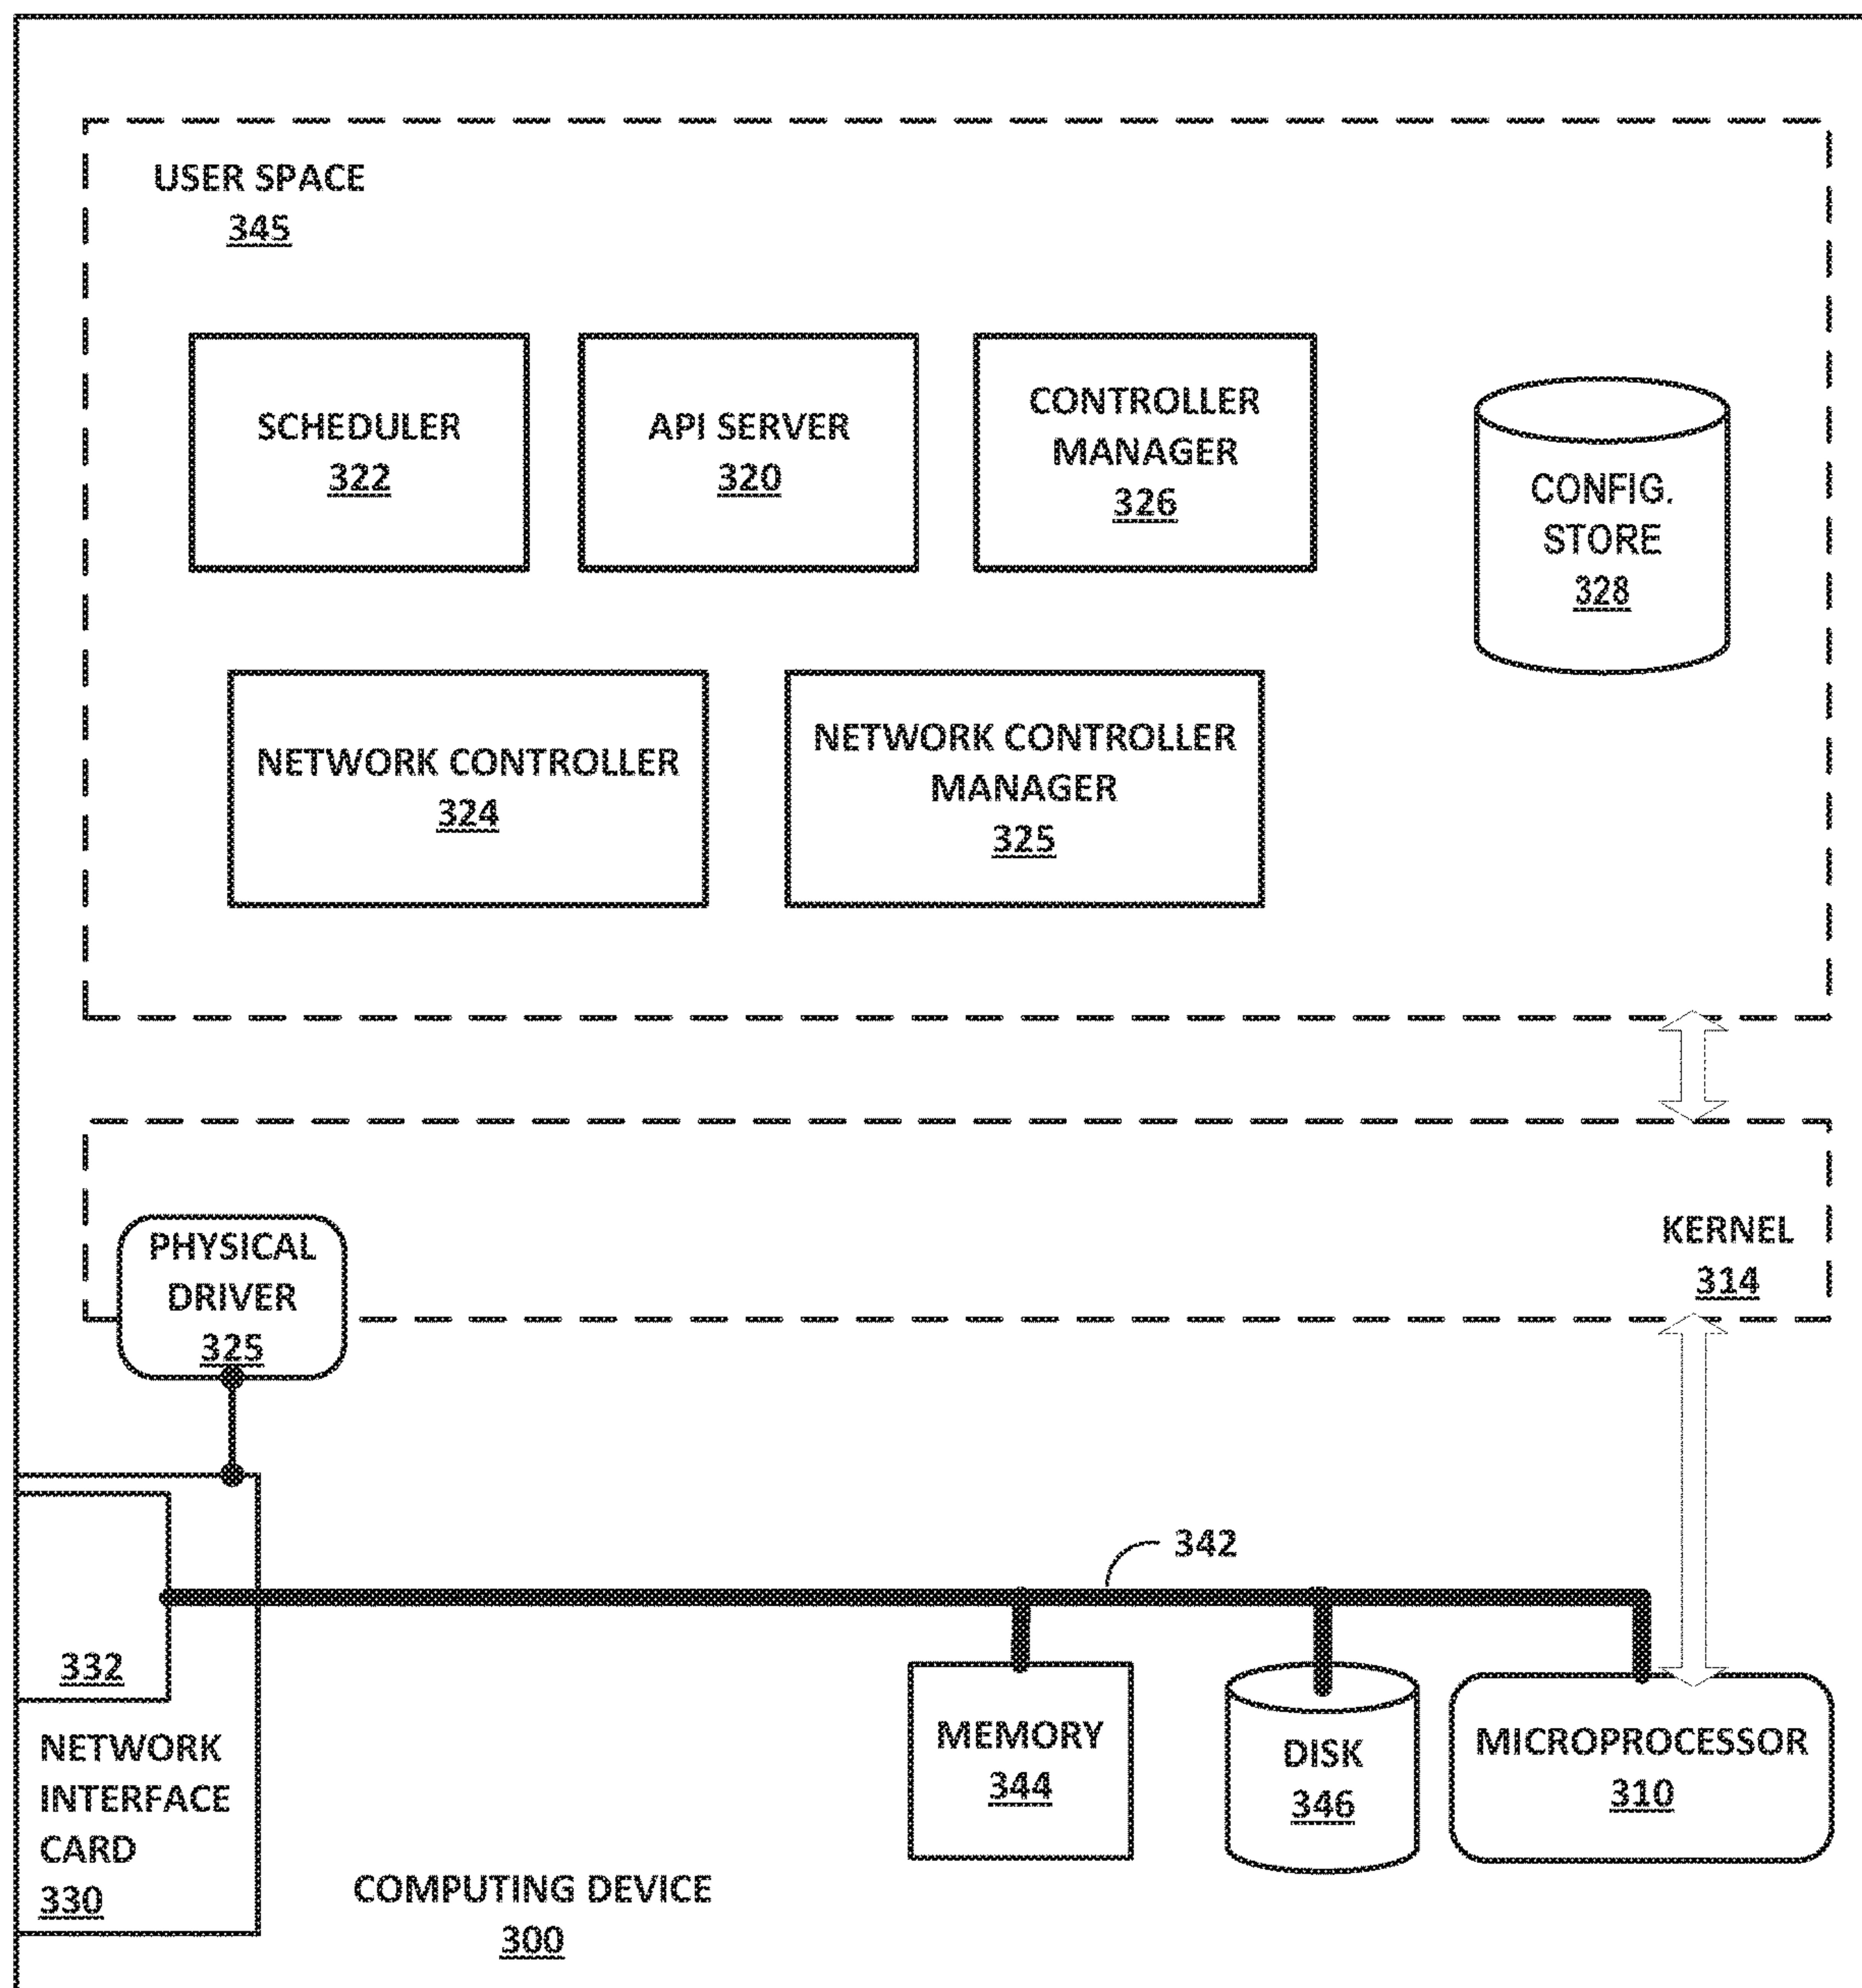 USER SPACE
345
SCHEDULER
322
API SERVER
320
CONTROLLER
MANAGER
326
CONFIG.
STORE
328
NETWORK CONTROLLER
324
NETWORK CONTROLLER
MANAGER
325
KERNEL
314
PHYSICAL
DRIVER
325
342
332
NETWORK
INTERFACE
CARD
330
MEMORY
344
DISK
346
MICROPROCESSOR
310
COMPUTING DEVICE
300